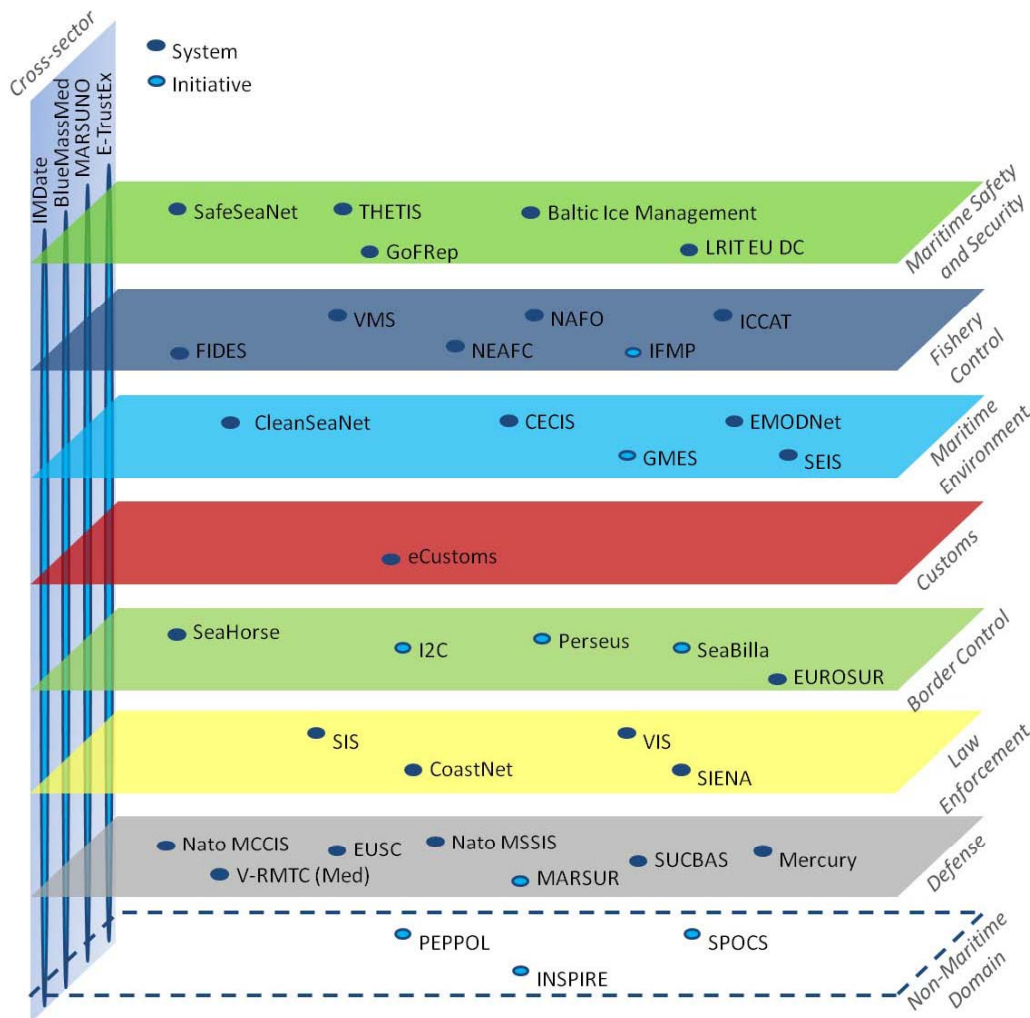 Cross-sector
System
Initiative
IMDate
BlueMassMed
MARSUNO
E-TrustEx
SafeSeaNet
THETIS
Baltic Ice Management
GoFRep
LRIT EU DC
Maritime Safety
and Security
VMS
NAFO
ICCAT
FIDES
NEAFC
IFMP
Fishery
Control
CleanSeaNet
CECIS
EMODNet
GMES
SEIS
Maritime
Environment
eCustoms
Customs
SeaHorse
I2C
Perseus
SeaBilla
EUROSUR
Border Control
SIS
VIS
CoastNet
SIENA
Law
Enforcement
Nato MCCIS
EUSC
Nato MSSIS
SUCBAS
Mercury
V-RMTC (Med)
MARSUR
Defense
PEPPOL
SPOCS
INSPIRE
Non-Maritime
Domain